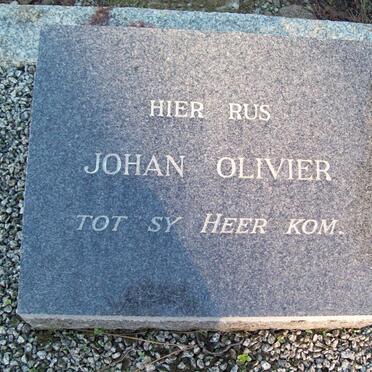 HIER RUS
JOHAN OLIVIER
TOT SY HEER KOM.